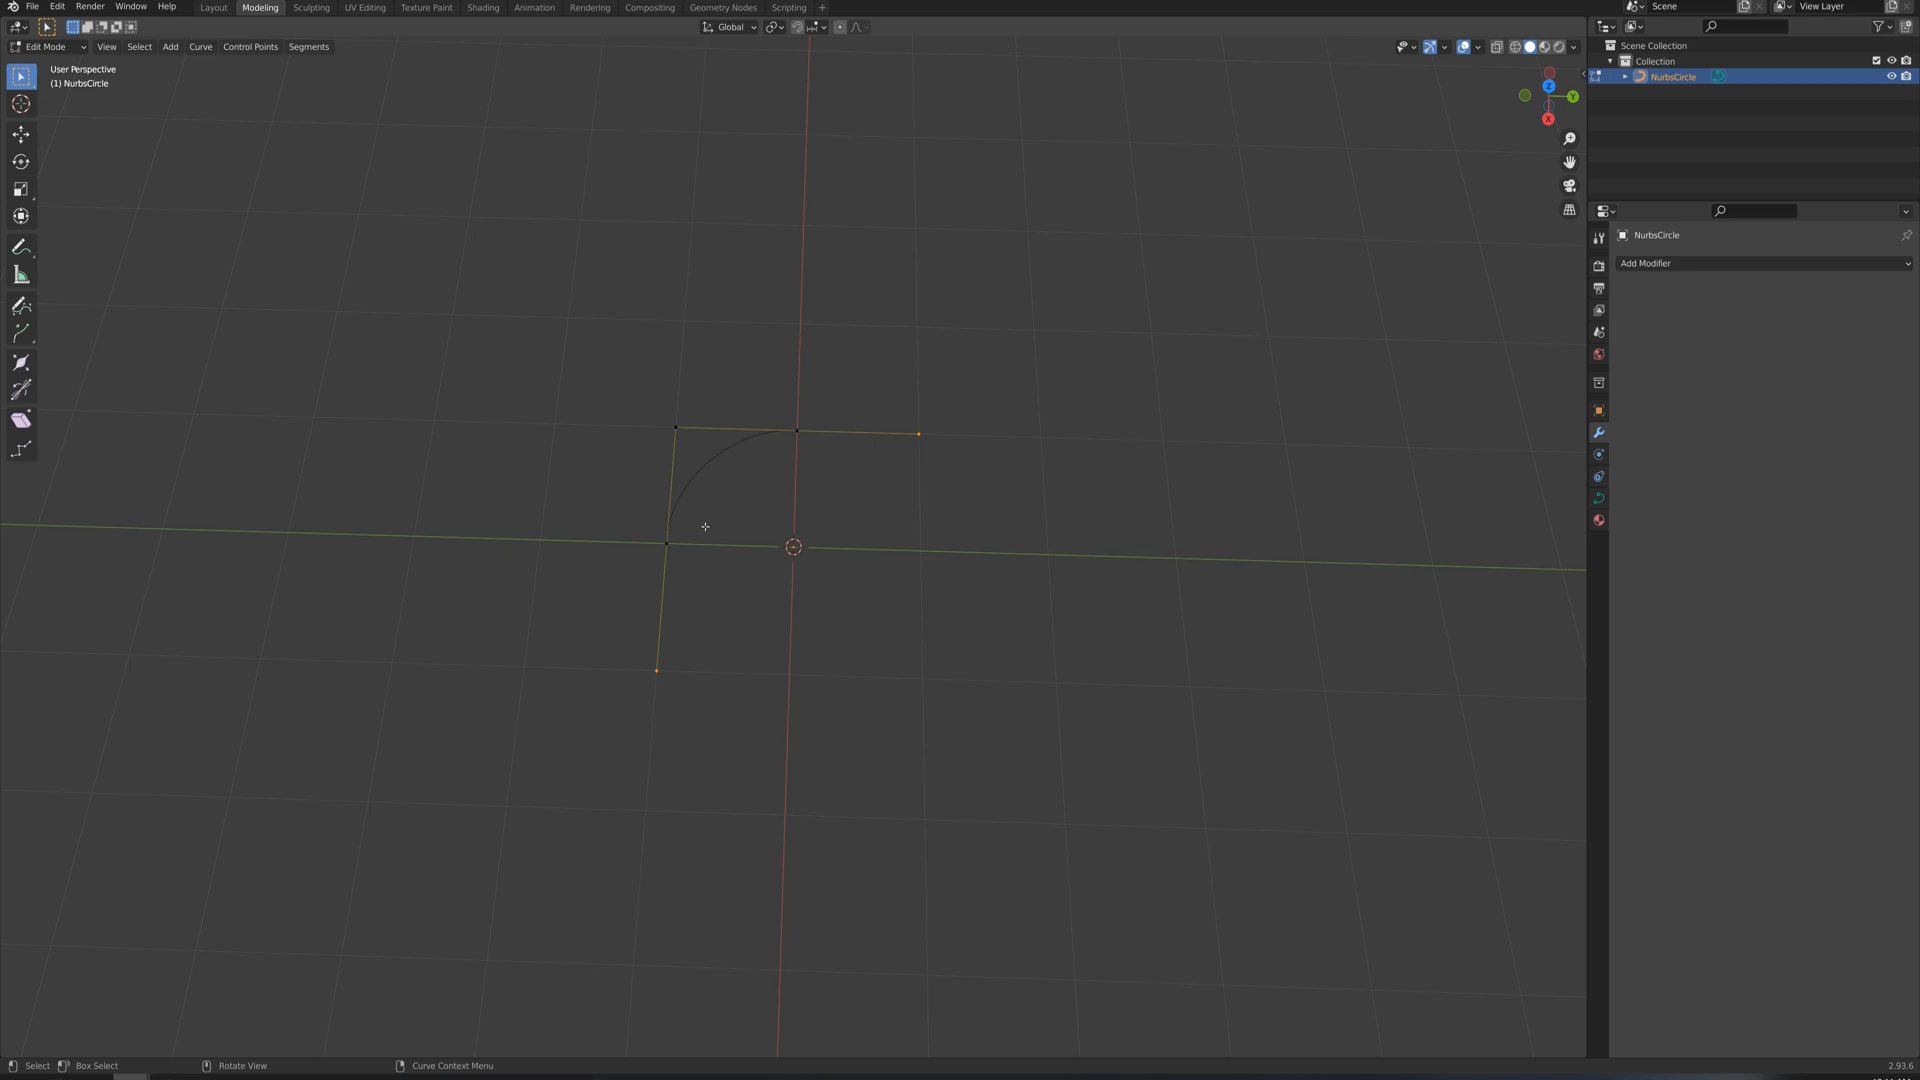 File Edit Render Window Help Layout Modeling Sculpting UV Editing Texture Paint Shading Animation Rendering Compositing Geometry Nodes Scripting + Scene View Layer
Global
Edit Mode View Select Add Curve Control Points Segments
Scene Collection
Collection
NurbsCircle
User Perspective
(1) NurbsCircle
Z
Y
X
NurbsCircle
Add Modifier
Select Box Select Rotate View Curve Context Menu 2.93.6